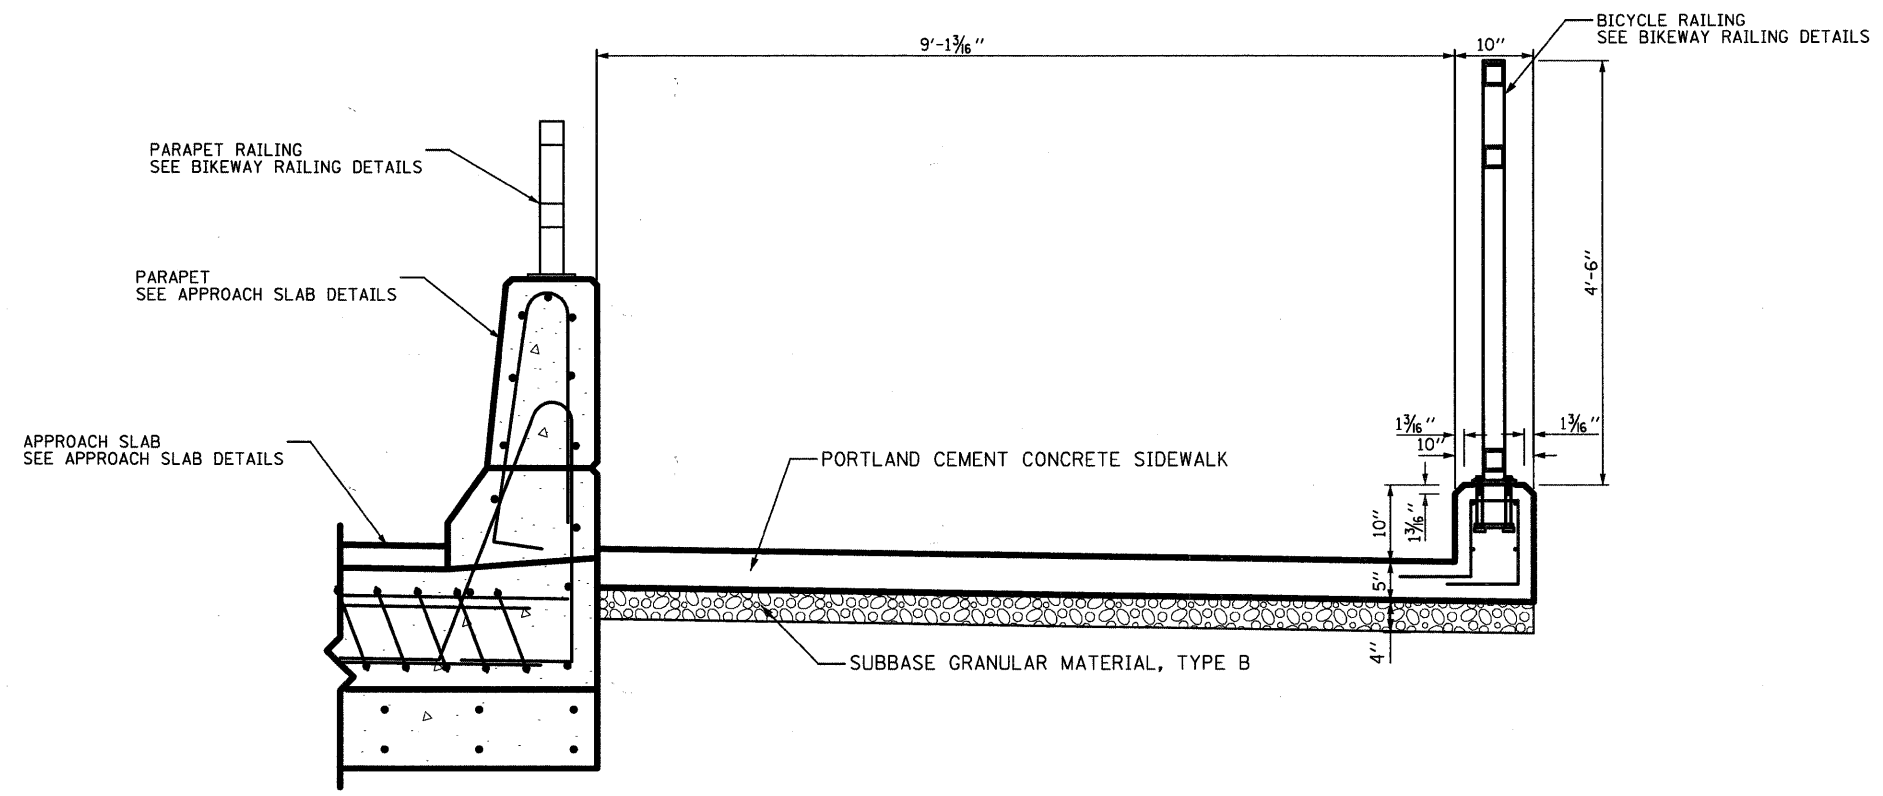 BICYCLE RAILING
SEE BIKEWAY RAILING DETAILS
9'-1 3/16"
10"
PARAPET RAILING
SEE BIKEWAY RAILING DETAILS
4'-6"
PARAPET
SEE APPROACH SLAB DETAILS
1 3/16"
1 3/16"
10"
APPROACH SLAB
SEE APPROACH SLAB DETAILS
PORTLAND CEMENT CONCRETE SIDEWALK
10"
1 3/16"
5"
4"
SUBBASE GRANULAR MATERIAL, TYPE B